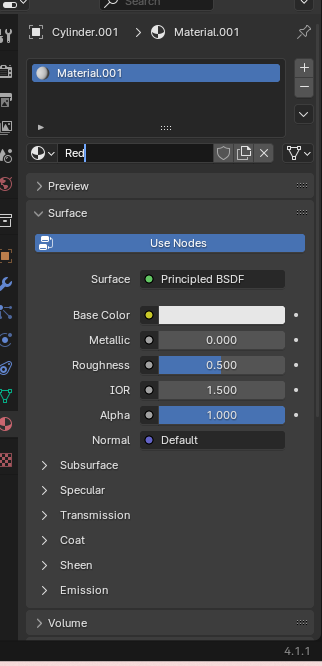 Search
Cylinder.001 > Material.001
Material.001
Red
Preview
Surface
Use Nodes
Surface Principled BSDF
Base Color
Metallic 0.000
Roughness 0.500
IOR 1.500
Alpha 1.000
Normal Default
Subsurface
Specular
Transmission
Coat
Sheen
Emission
Volume
4.1.1